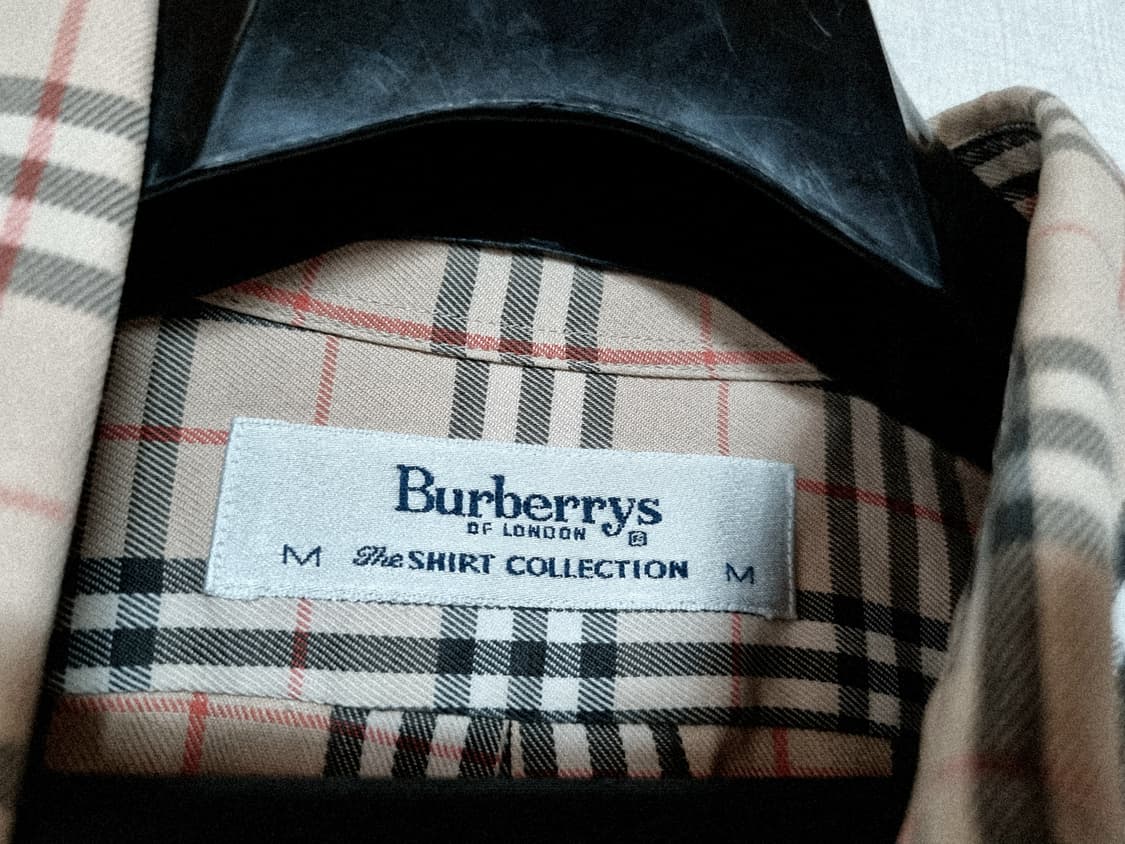 Burberrys
OF LONDON ®
M The SHIRT COLLECTION M